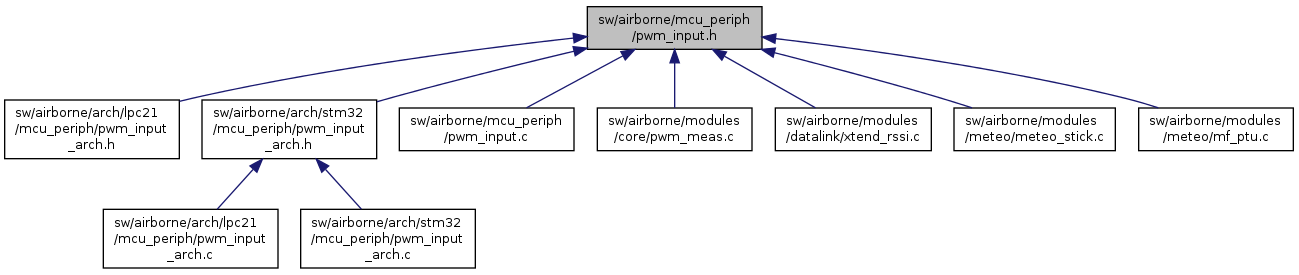 sw/airborne/mcu_periph
/pwm_input.h
sw/airborne/arch/lpc21
/mcu_periph/pwm_input
_arch.h
sw/airborne/arch/stm32
/mcu_periph/pwm_input
_arch.h
sw/airborne/mcu_periph
/pwm_input.c
sw/airborne/modules
/core/pwm_meas.c
sw/airborne/modules
/datalink/xtend_rssi.c
sw/airborne/modules
/meteo/meteo_stick.c
sw/airborne/modules
/meteo/mf_ptu.c
sw/airborne/arch/lpc21
/mcu_periph/pwm_input
_arch.c
sw/airborne/arch/stm32
/mcu_periph/pwm_input
_arch.c